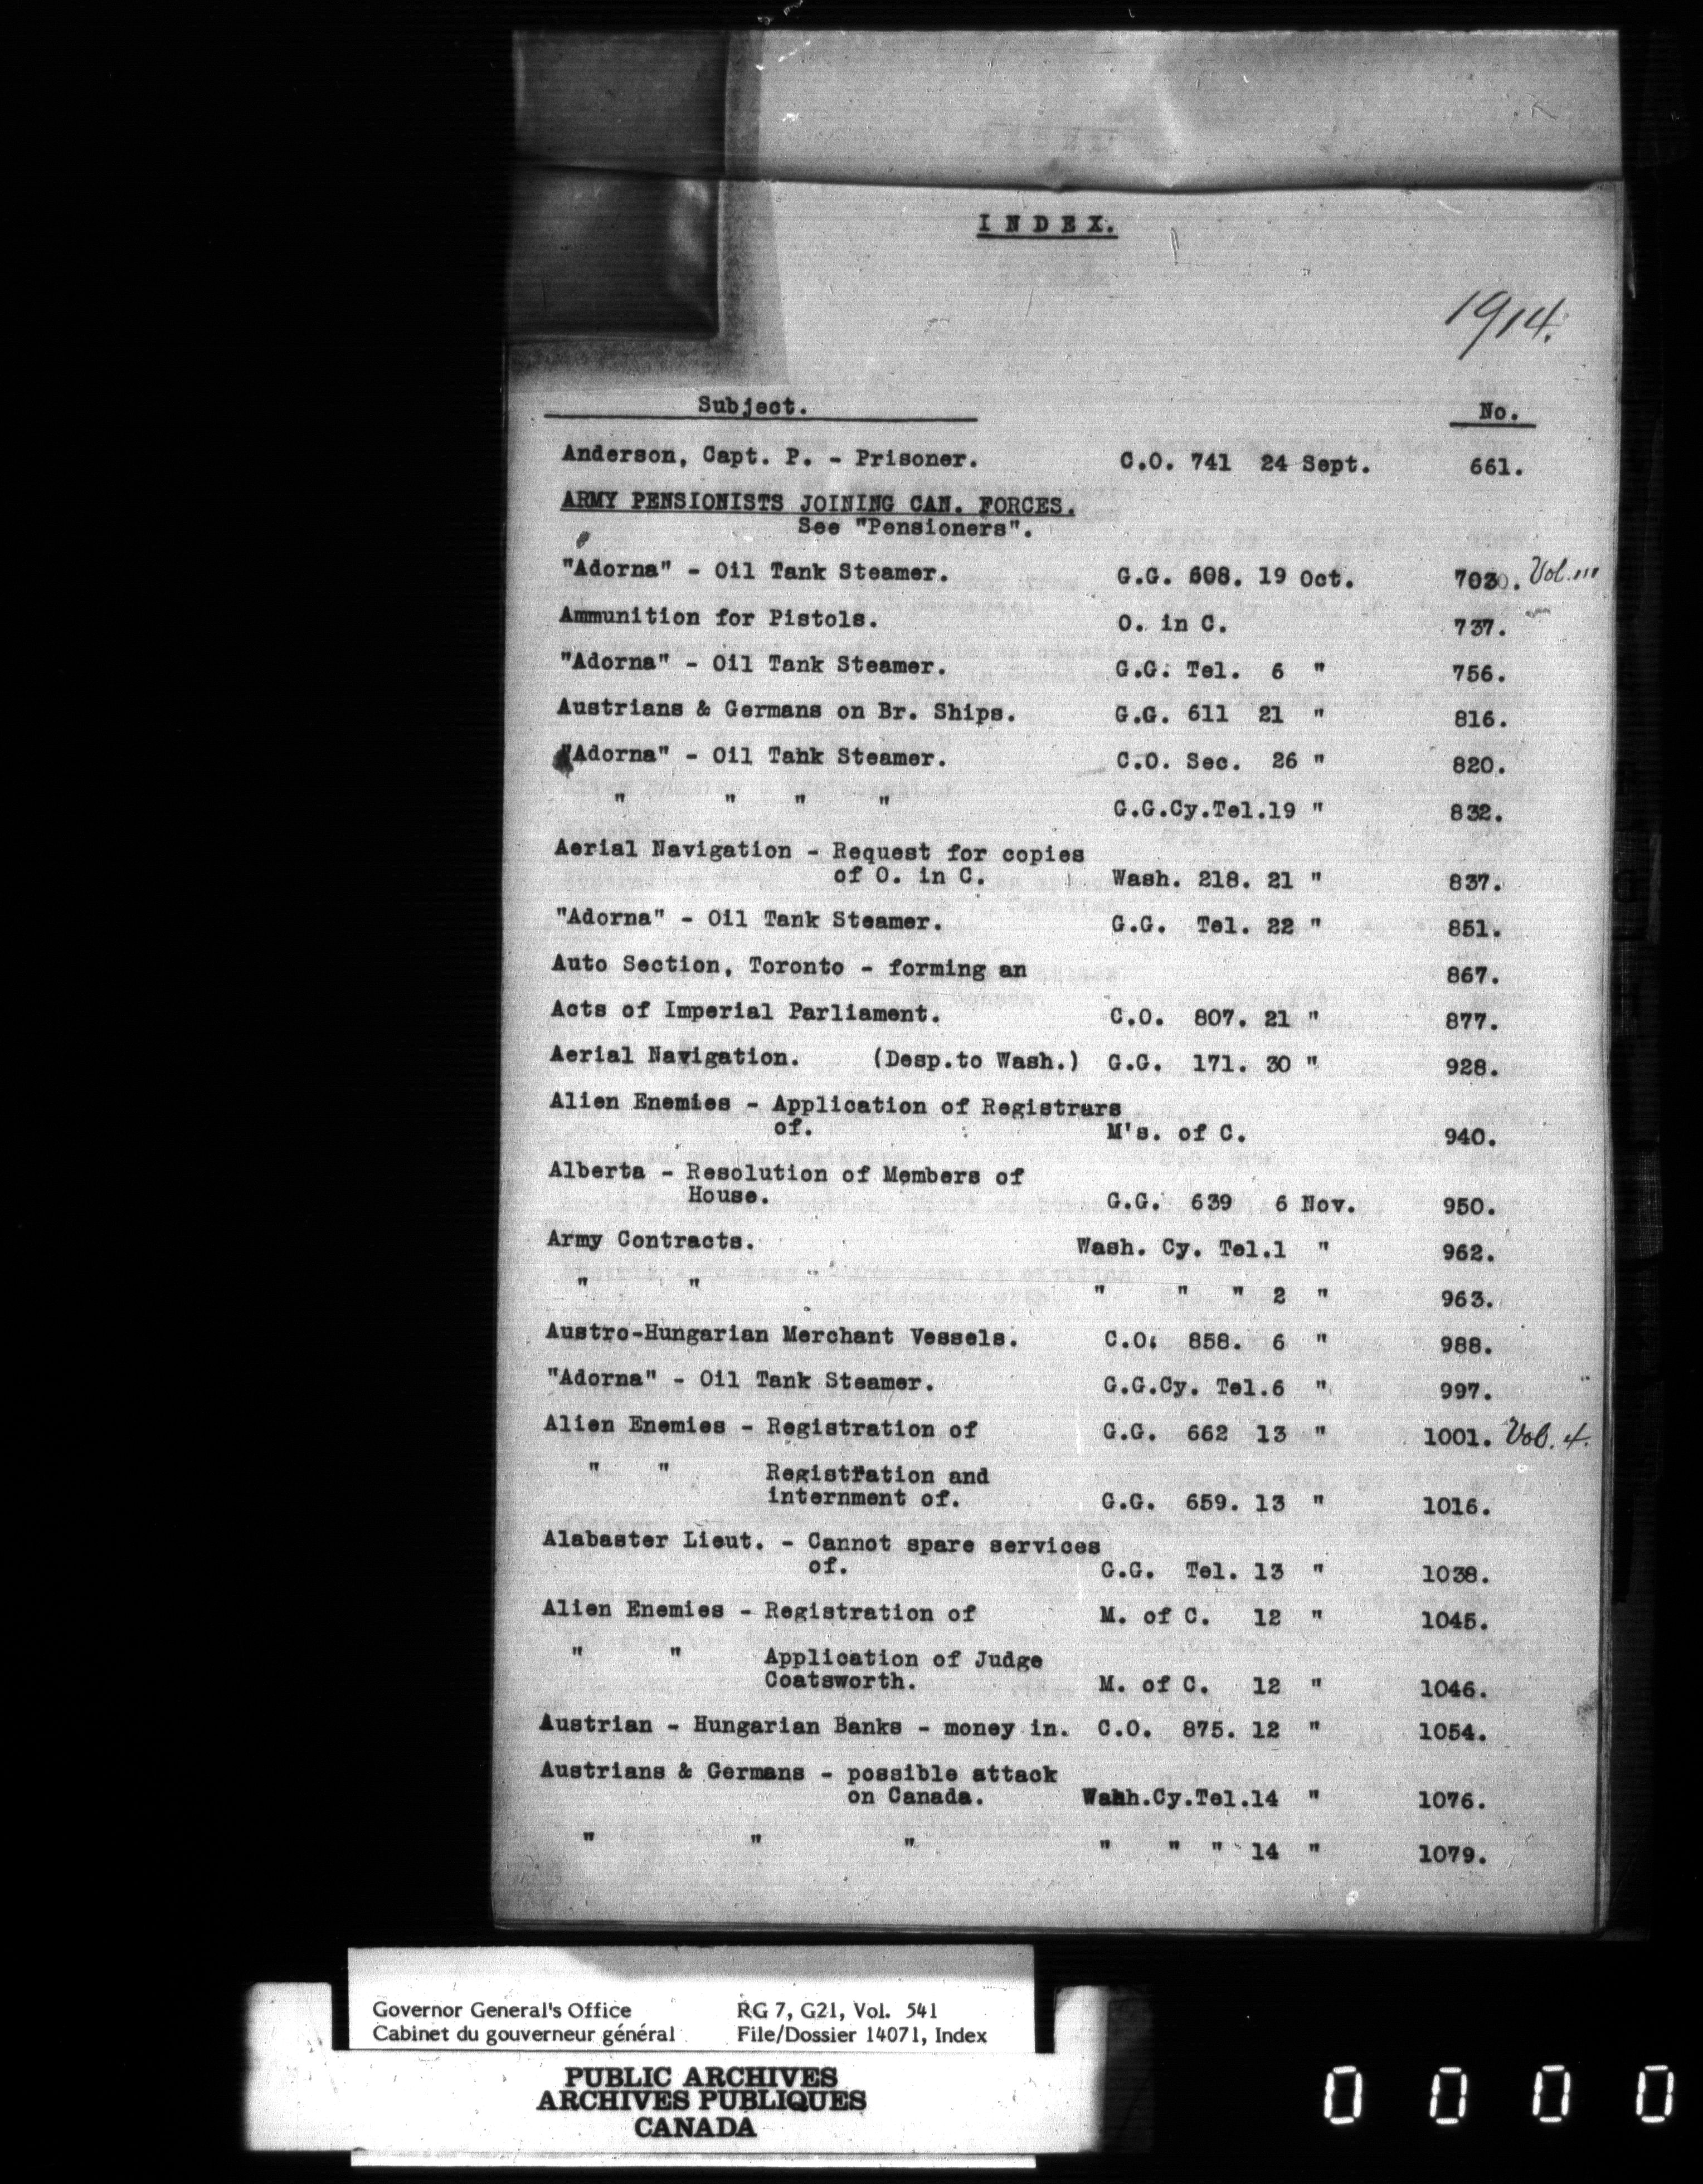 INDEX.
1914.
Subject. No.
Anderson, Capt. P. - Prisoner. C.O. 741 24 Sept. 661.
ARMY PENSIONISTS JOINING CAN. FORCES.
See "Pensioners".
"Adorna" - Oil Tank Steamer. G.G. 608. 19 Oct. 703. Vol. III
Ammunition for Pistols. O. in C. 737.
"Adorna" - Oil Tank Steamer. G.G. Tel. 6 " 756.
Austrians & Germans on Br. Ships. G.G. 611 21 " 816.
"Adorna" - Oil Tank Steamer. C.O. Sec. 26 " 820.
" " " " G.G.Cy.Tel.19 " 832.
Aerial Navigation - Request for copies
of O. in C. Wash. 218. 21 " 837.
"Adorna" - Oil Tank Steamer. G.G. Tel. 22 " 851.
Auto Section, Toronto - forming an 867.
Acts of Imperial Parliament. C.O. 807. 21 " 877.
Aerial Navigation. (Desp.to Wash.) G.G. 171. 30 " 928.
Alien Enemies - Application of Registrars
of. M's. of C. 940.
Alberta - Resolution of Members of
House. G.G. 639 6 Nov. 950.
Army Contracts. Wash. Cy. Tel.1 " 962.
" " " " " 2 " 963.
Austro-Hungarian Merchant Vessels. C.O. 858. 6 " 988.
"Adorna" - Oil Tank Steamer. G.G.Cy. Tel.6 " 997.
Alien Enemies - Registration of G.G. 662 13 " 1001. Vol. 4.
" " Registration and
internment of. G.G. 659. 13 " 1016.
Alabaster Lieut. - Cannot spare services
of. G.G. Tel. 13 " 1038.
Alien Enemies - Registration of M. of C. 12 " 1045.
" " Application of Judge
Coatsworth. M. of C. 12 " 1046.
Austrian - Hungarian Banks - money in. C.O. 875. 12 " 1054.
Austrians & Germans - possible attack
on Canada. Wash.Cy.Tel.14 " 1076.
" " " " " " 14 " 1079.
Governor General's Office RG 7, G21, Vol. 541
Cabinet du gouverneur général File/Dossier 14071, Index
PUBLIC ARCHIVES
ARCHIVES PUBLIQUES
CANADA
0 0 0 0